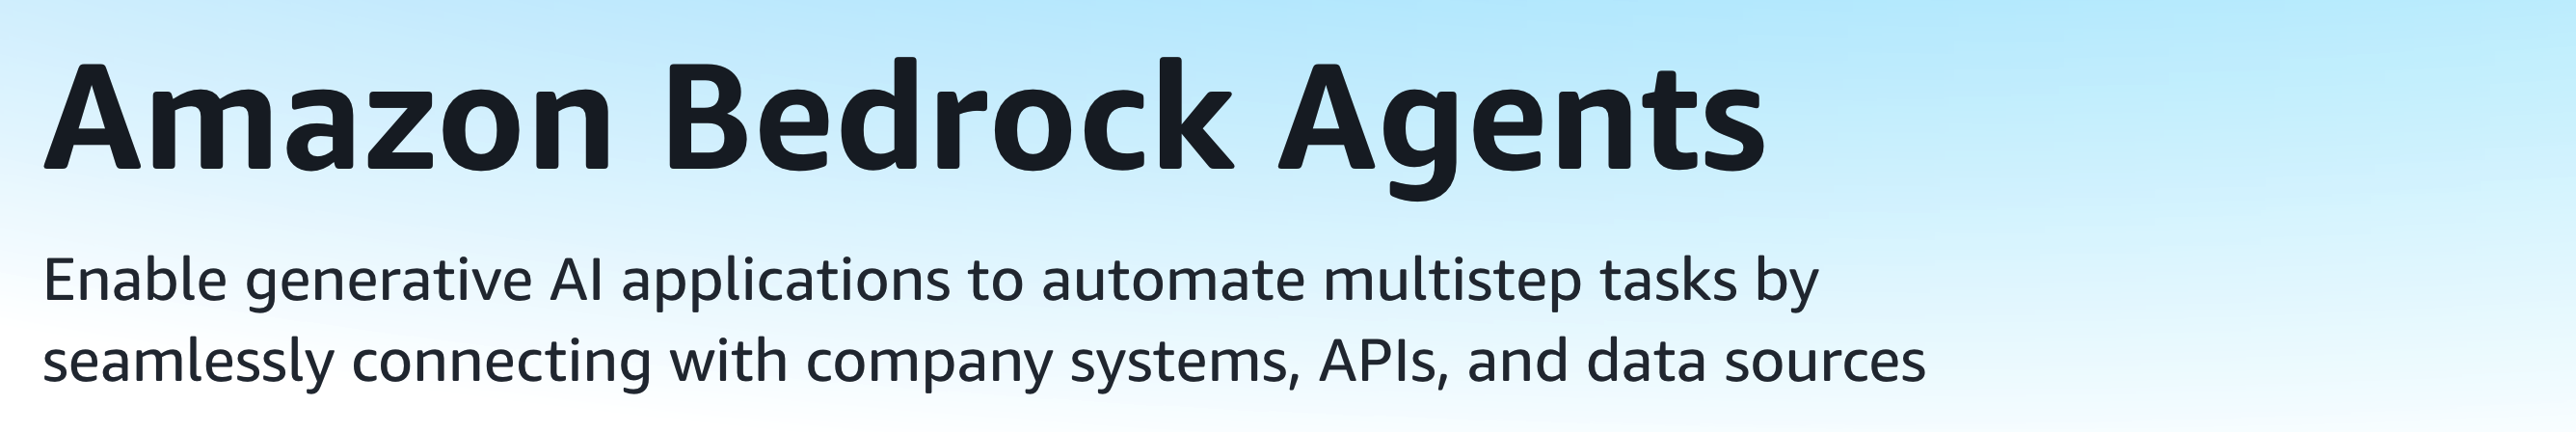 Amazon Bedrock Agents
Enable generative AI applications to automate multistep tasks by
seamlessly connecting with company systems, APIs, and data sources